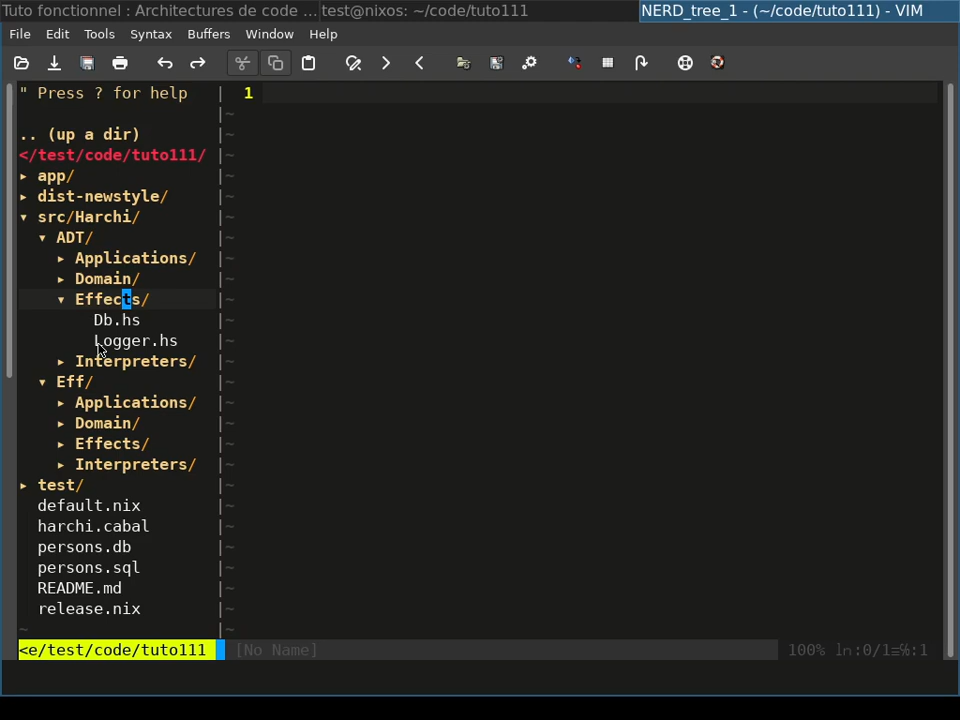 Tuto fonctionnel : Architectures de code ... test@nixos: ~/code/tuto111 NERD_tree_1 - (~/code/tuto111) - VIM
File Edit Tools Syntax Buffers Window Help
" Press ? for help | 1
.. (up a dir)
</test/code/tuto111/
▸ app/
▸ dist-newstyle/
▾ src/Harchi/
▾ ADT/
▸ Applications/
▸ Domain/
▾ Effects/
Db.hs
Logger.hs
▸ Interpreters/
▾ Eff/
▸ Applications/
▸ Domain/
▸ Effects/
▸ Interpreters/
▸ test/
default.nix
harchi.cabal
persons.db
persons.sql
README.md
release.nix
<e/test/code/tuto111 [No Name] 100% ln:0/1≡℅:1